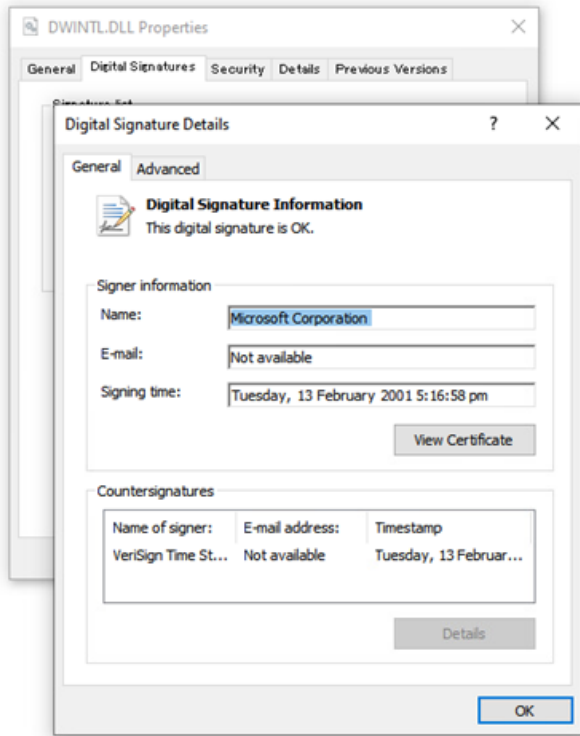 DWINTL.DLL Properties
General Digital Signatures Security Details Previous Versions
Signature list
Digital Signature Details
General Advanced
Digital Signature Information
This digital signature is OK.
Signer information
Name: Microsoft Corporation
E-mail: Not available
Signing time: Tuesday, 13 February 2001 5:16:58 pm
View Certificate
Countersignatures
Name of signer: E-mail address: Timestamp
VeriSign Time St... Not available Tuesday, 13 Februar...
Details
OK